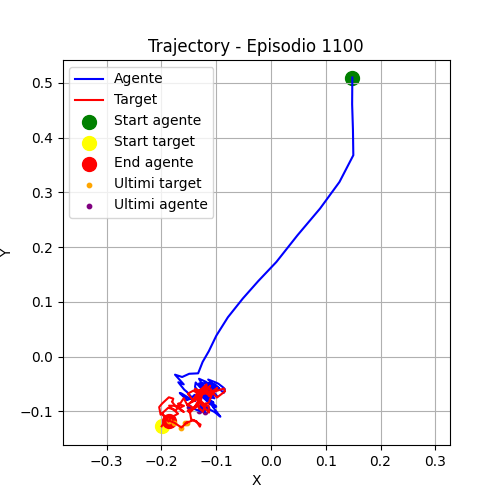 Trajectory - Episodio 1100
Agente
Target
Start agente
Start target
End agente
Ultimi target
Ultimi agente
0.5
0.4
0.3
0.2
0.1
0.0
−0.1
Y
−0.3
−0.2
−0.1
0.0
0.1
0.2
0.3
X